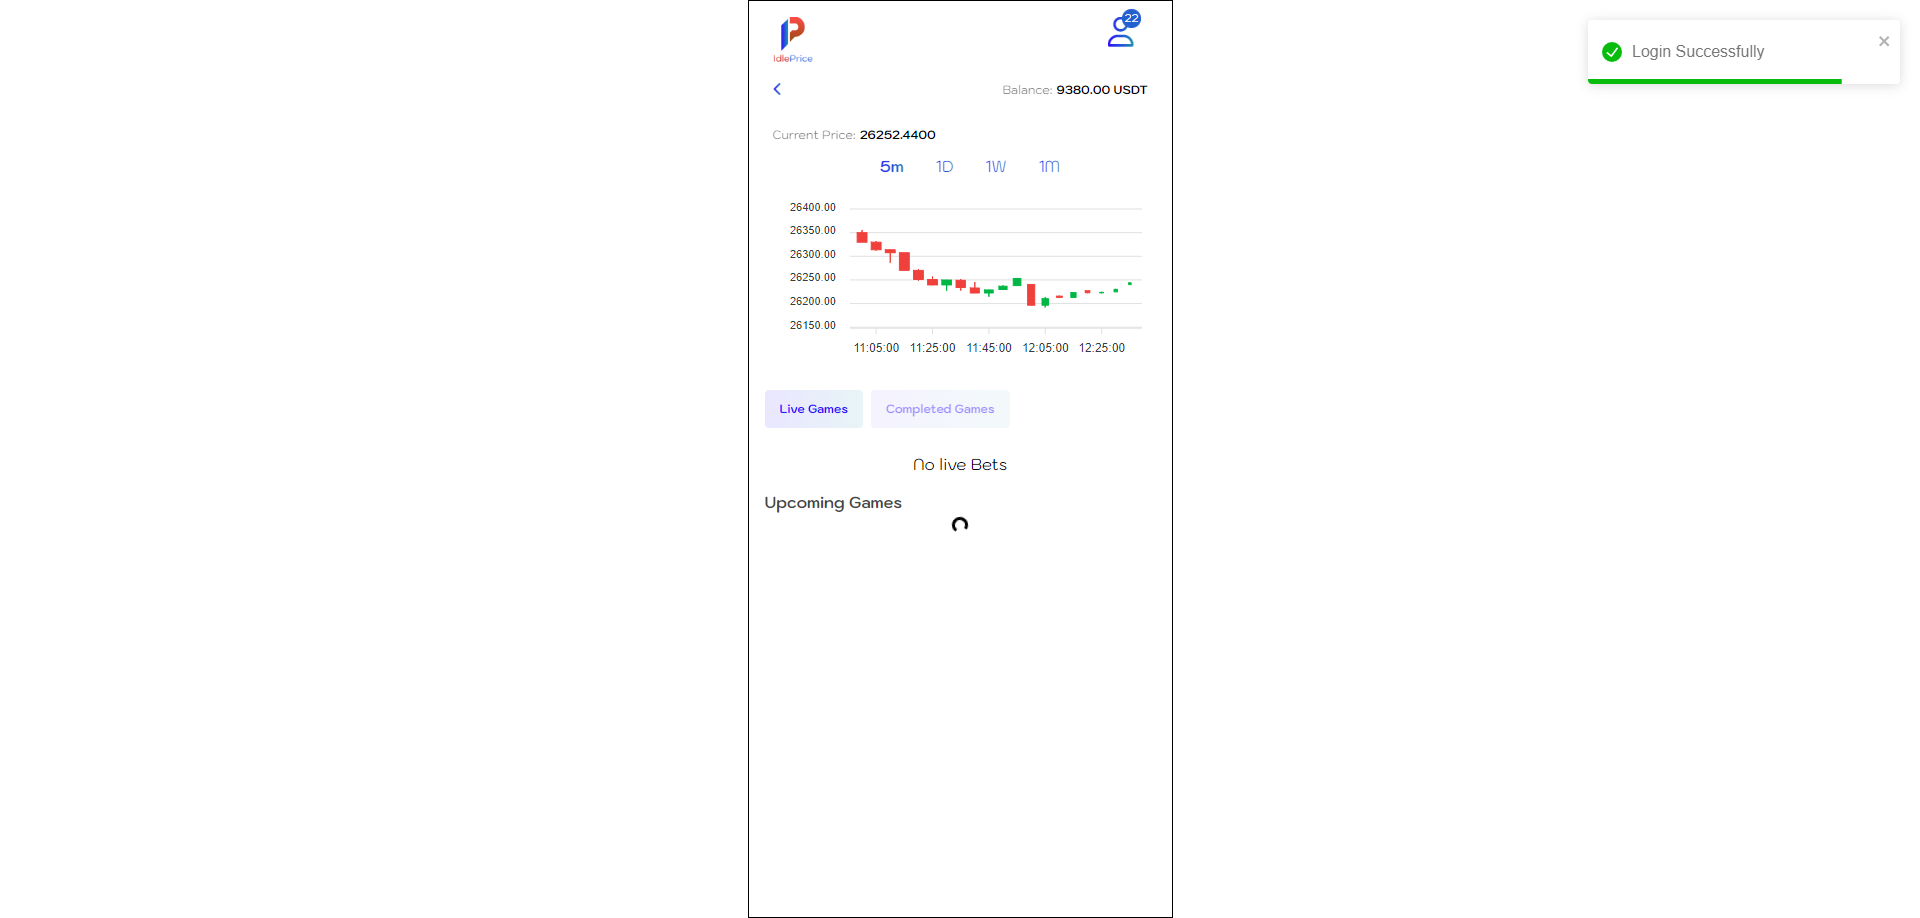 22
IdlePrice
Login Successfully
Balance: 9380.00 USDT
Current Price: 26252.4400
5m 1D 1W 1M
26400.00
26350.00
26300.00
26250.00
26200.00
26150.00
11:05:00 11:25:00 11:45:00 12:05:00 12:25:00
Live Games Completed Games
No live Bets
Upcoming Games